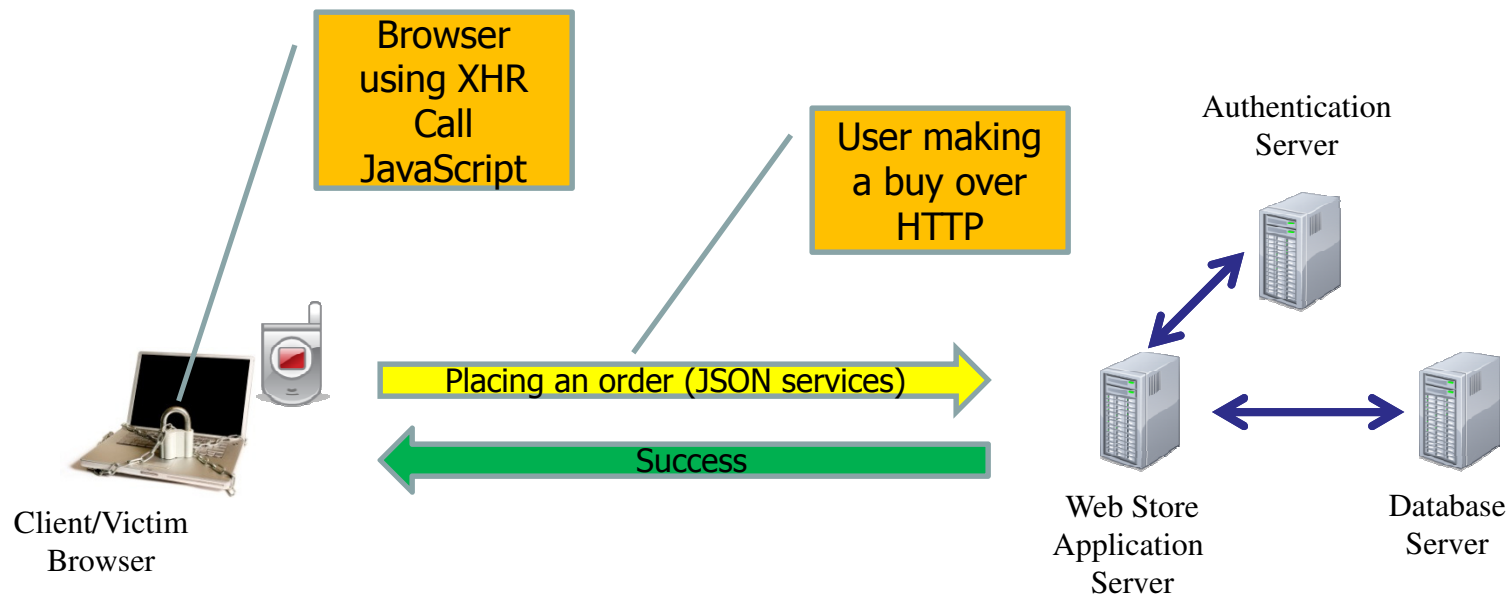 Browser
using XHR
Call
JavaScript
User making
a buy over
HTTP
Authentication
Server
Placing an order (JSON services)
Success
Client/Victim
Browser
Web Store
Application
Server
Database
Server